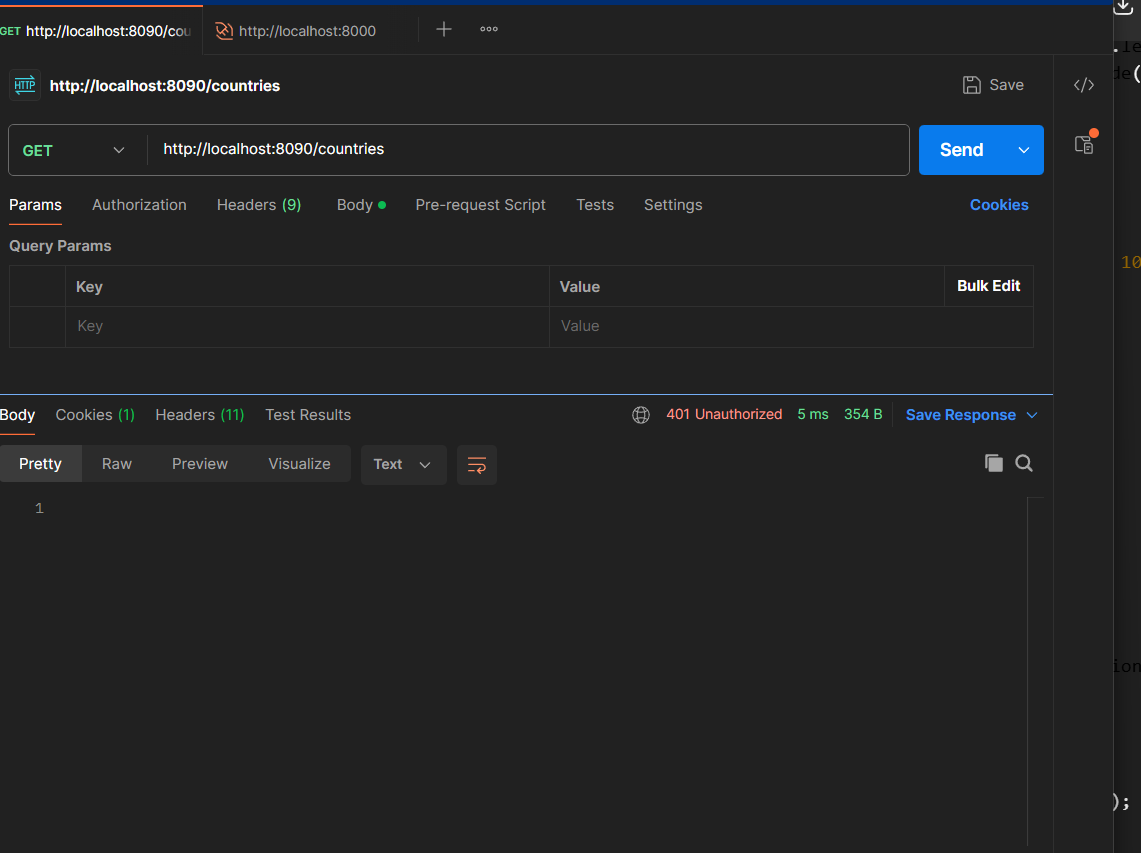 GET http://localhost:8090/cou
http://localhost:8000
HTTP http://localhost:8090/countries
Save
</>
GET
http://localhost:8090/countries
Send
Params
Authorization
Headers (9)
Body
Pre-request Script
Tests
Settings
Cookies
Query Params
Key
Value
Bulk Edit
Key
Value
Body
Cookies (1)
Headers (11)
Test Results
401 Unauthorized
5 ms
354 B
Save Response
Pretty
Raw
Preview
Visualize
Text
1
.le
de(
10
ion
);